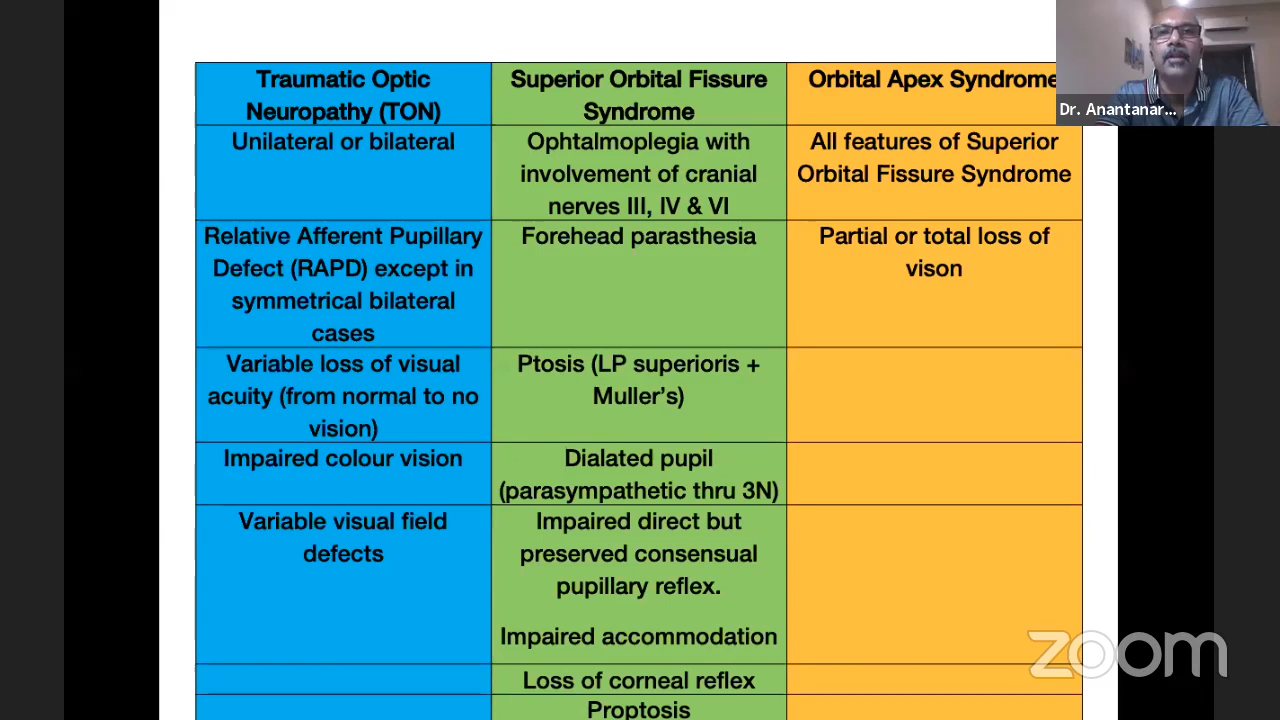 Traumatic Optic
Neuropathy (TON)
Superior Orbital Fissure
Syndrome
Orbital Apex Syndrome
Dr. Anantanar...
Unilateral or bilateral
Ophtalmoplegia with
involvement of cranial
nerves III, IV & VI
All features of Superior
Orbital Fissure Syndrome
Relative Afferent Pupillary
Defect (RAPD) except in
symmetrical bilateral
cases
Forehead parasthesia
Partial or total loss of
vison
Variable loss of visual
acuity (from normal to no
vision)
Ptosis (LP superioris +
Muller's)
Impaired colour vision
Dialated pupil
(parasympathetic thru 3N)
Variable visual field
defects
Impaired direct but
preserved consensual
pupillary reflex.
Impaired accommodation
Loss of corneal reflex
Proptosis
zoom